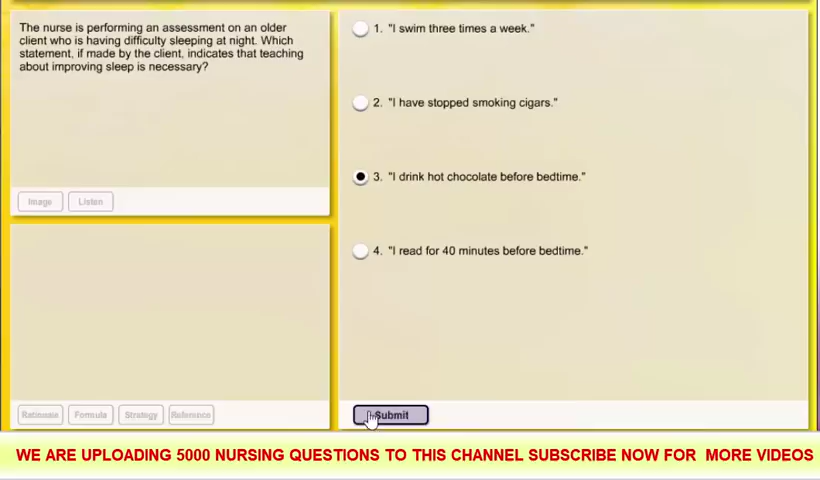 The nurse is performing an assessment on an older
client who is having difficulty sleeping at night. Which
statement, if made by the client, indicates that teaching
about improving sleep is necessary?
Image
Listen
1. "I swim three times a week."
2. "I have stopped smoking cigars."
3. "I drink hot chocolate before bedtime."
4. "I read for 40 minutes before bedtime."
Rationale
Formula
Strategy
Reference
Submit
WE ARE UPLOADING 5000 NURSING QUESTIONS TO THIS CHANNEL SUBSCRIBE NOW FOR MORE VIDEOS